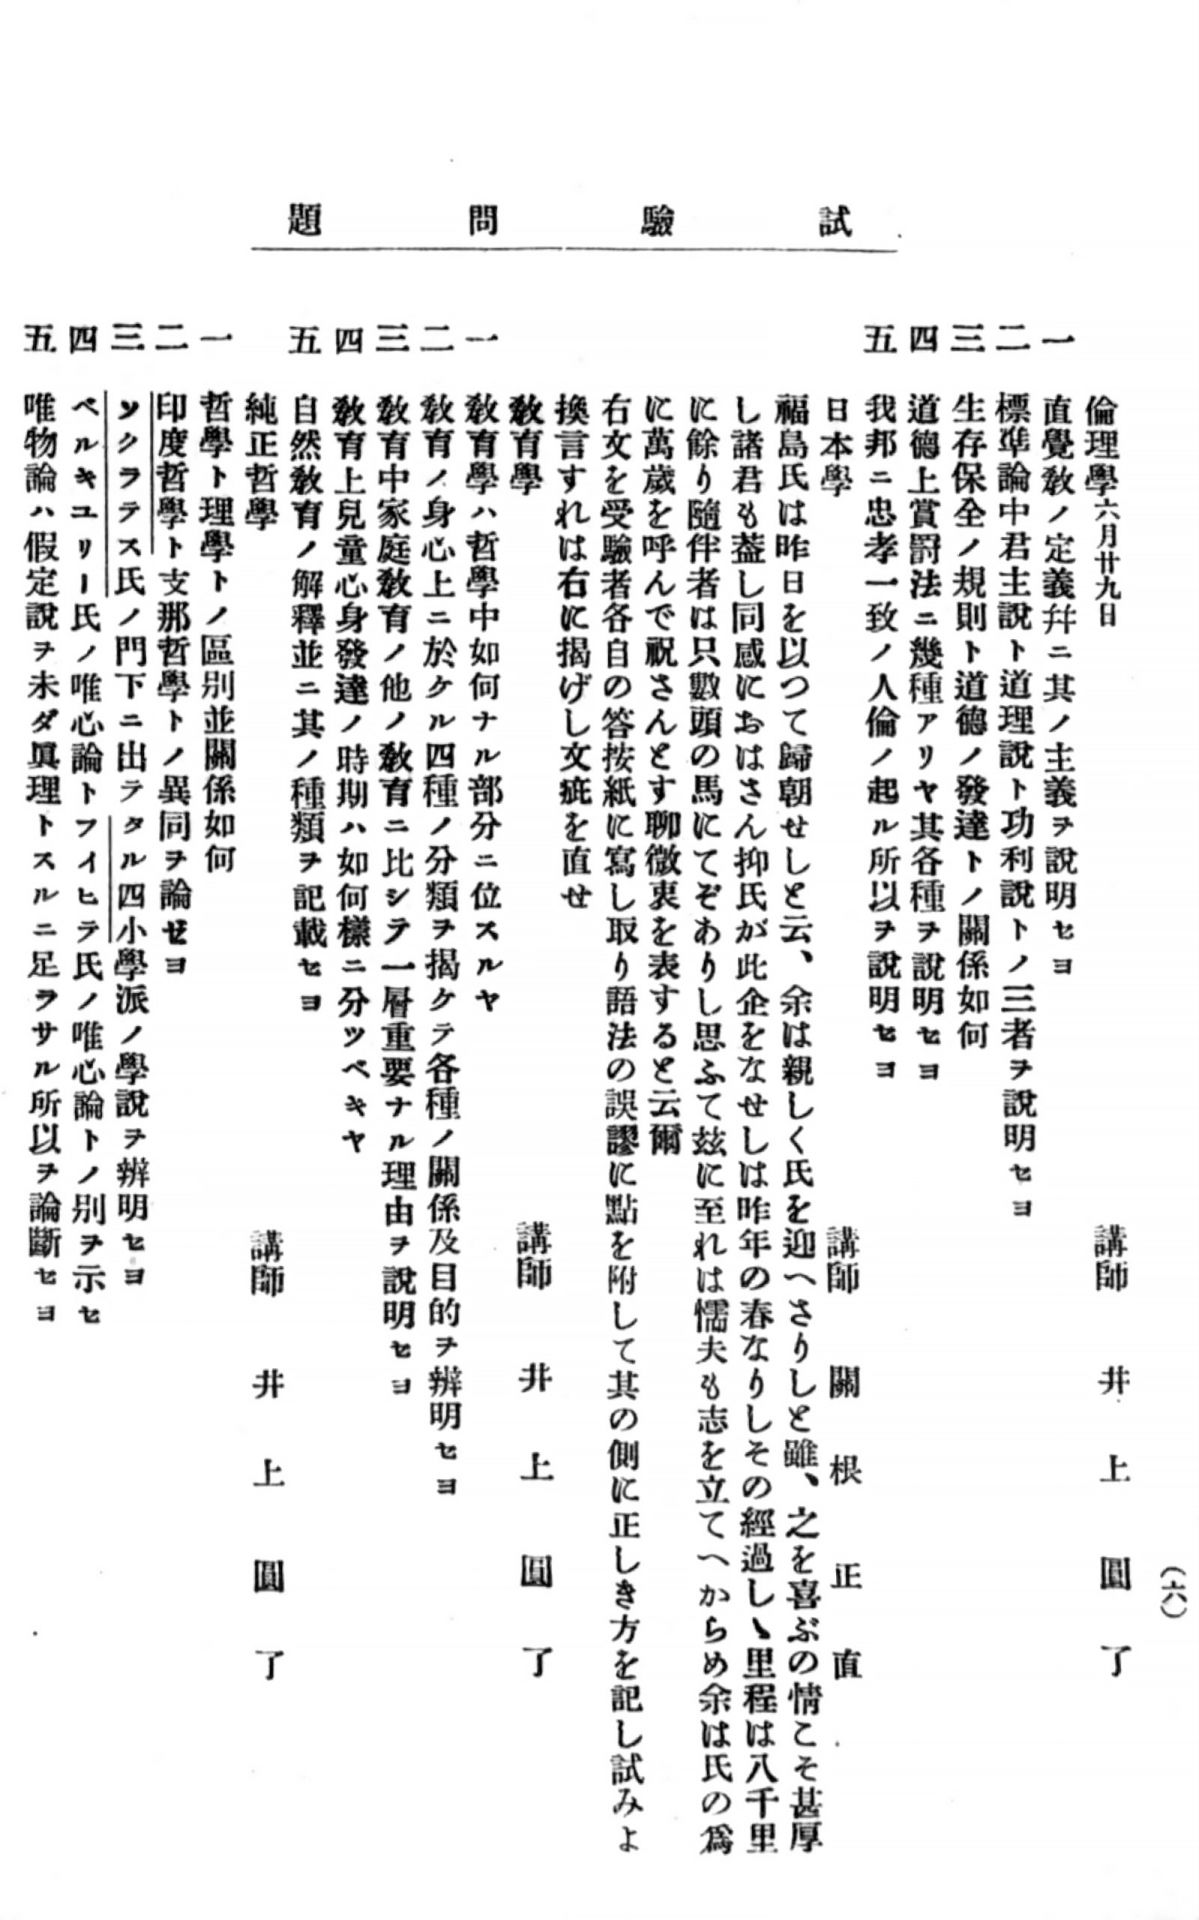 (六)
試驗問題
倫理學六月廿九日 講師 井上圓了
一 直覺敎ノ定義幷ニ其ノ主義ヲ說明セヨ
二 標準論中君主說ト道理說ト功利說トノ三者ヲ說明セヨ
三 生存保全ノ規則ト道德ノ發達トノ關係如何
四 道德上賞罰法ニ幾種アリヤ其各種ヲ說明セヨ
五 我邦ニ忠孝一致ノ人倫ノ起ル所以ヲ說明セヨ
日本學 講師 關根正直
福島氏は昨日を以つて歸朝せしと云、余は親しく氏を迎へさりしと雖、之を喜ぶの情こそ甚厚
し諸君も蓋し同感におはさん抑氏が此企をなせしは昨年の春なりしその經過しゝ里程は八千里
に餘り隨伴者は只數頭の馬にてぞありし思ふて玆に至れは懦夫も志を立てへからめ余は氏の爲
に萬歲を呼んで祝さんとす聊微衷を表すると云爾
右文を受驗者各自の答按紙に寫し取り語法の誤謬に點を附して其の側に正しき方を記し試みよ
換言すれは右に揭げし文疵を直せ
敎育學 講師 井上圓了
一 敎育學ハ哲學中如何ナル部分ニ位スルヤ
二 敎育ノ身心上ニ於ケル四種ノ分類ヲ揭ケテ各種ノ關係及目的ヲ辨明セヨ
三 敎育中家庭敎育ノ他ノ敎育ニ比シテ一層重要ナル理由ヲ說明セヨ
四 敎育上兒童心身發達ノ時期ハ如何樣ニ分ツベキヤ
五 自然敎育ノ解釋並ニ其ノ種類ヲ記載セヨ
純正哲學 講師 井上圓了
一 哲學ト理學トノ區別並關係如何
二 印度哲學ト支那哲學トノ異同ヲ論ゼヨ
三 ソクラテス氏ノ門下ニ出テタル四小學派ノ學說ヲ辨明セヨ
四 ベルキユリー氏ノ唯心論トフイヒテ氏ノ唯心論トノ別ヲ示セ
五 唯物論ハ假定說ヲ未ダ眞理トスルニ足ラサル所以ヲ論斷セヨ